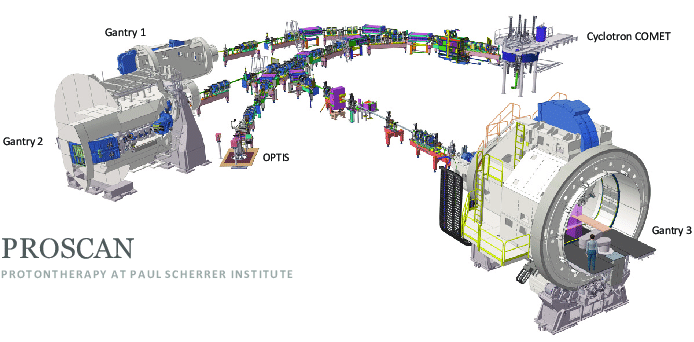 Gantry 1
Cyclotron COMET
Gantry 2
OPTIS
Gantry 3
PROSCAN
PROTONTHERAPY AT PAUL SCHERRER INSTITUTE